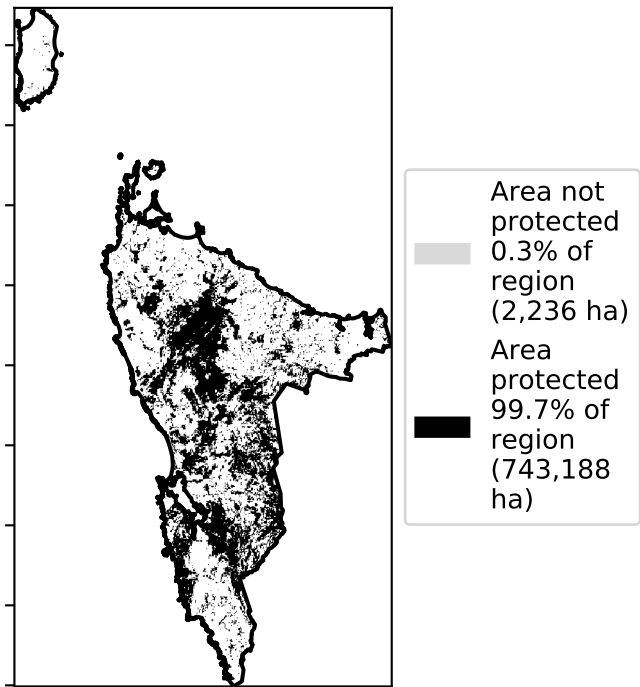 Area not
protected
0.3% of
region
(2,236 ha)
Area
protected
99.7% of
region
(743,188
ha)